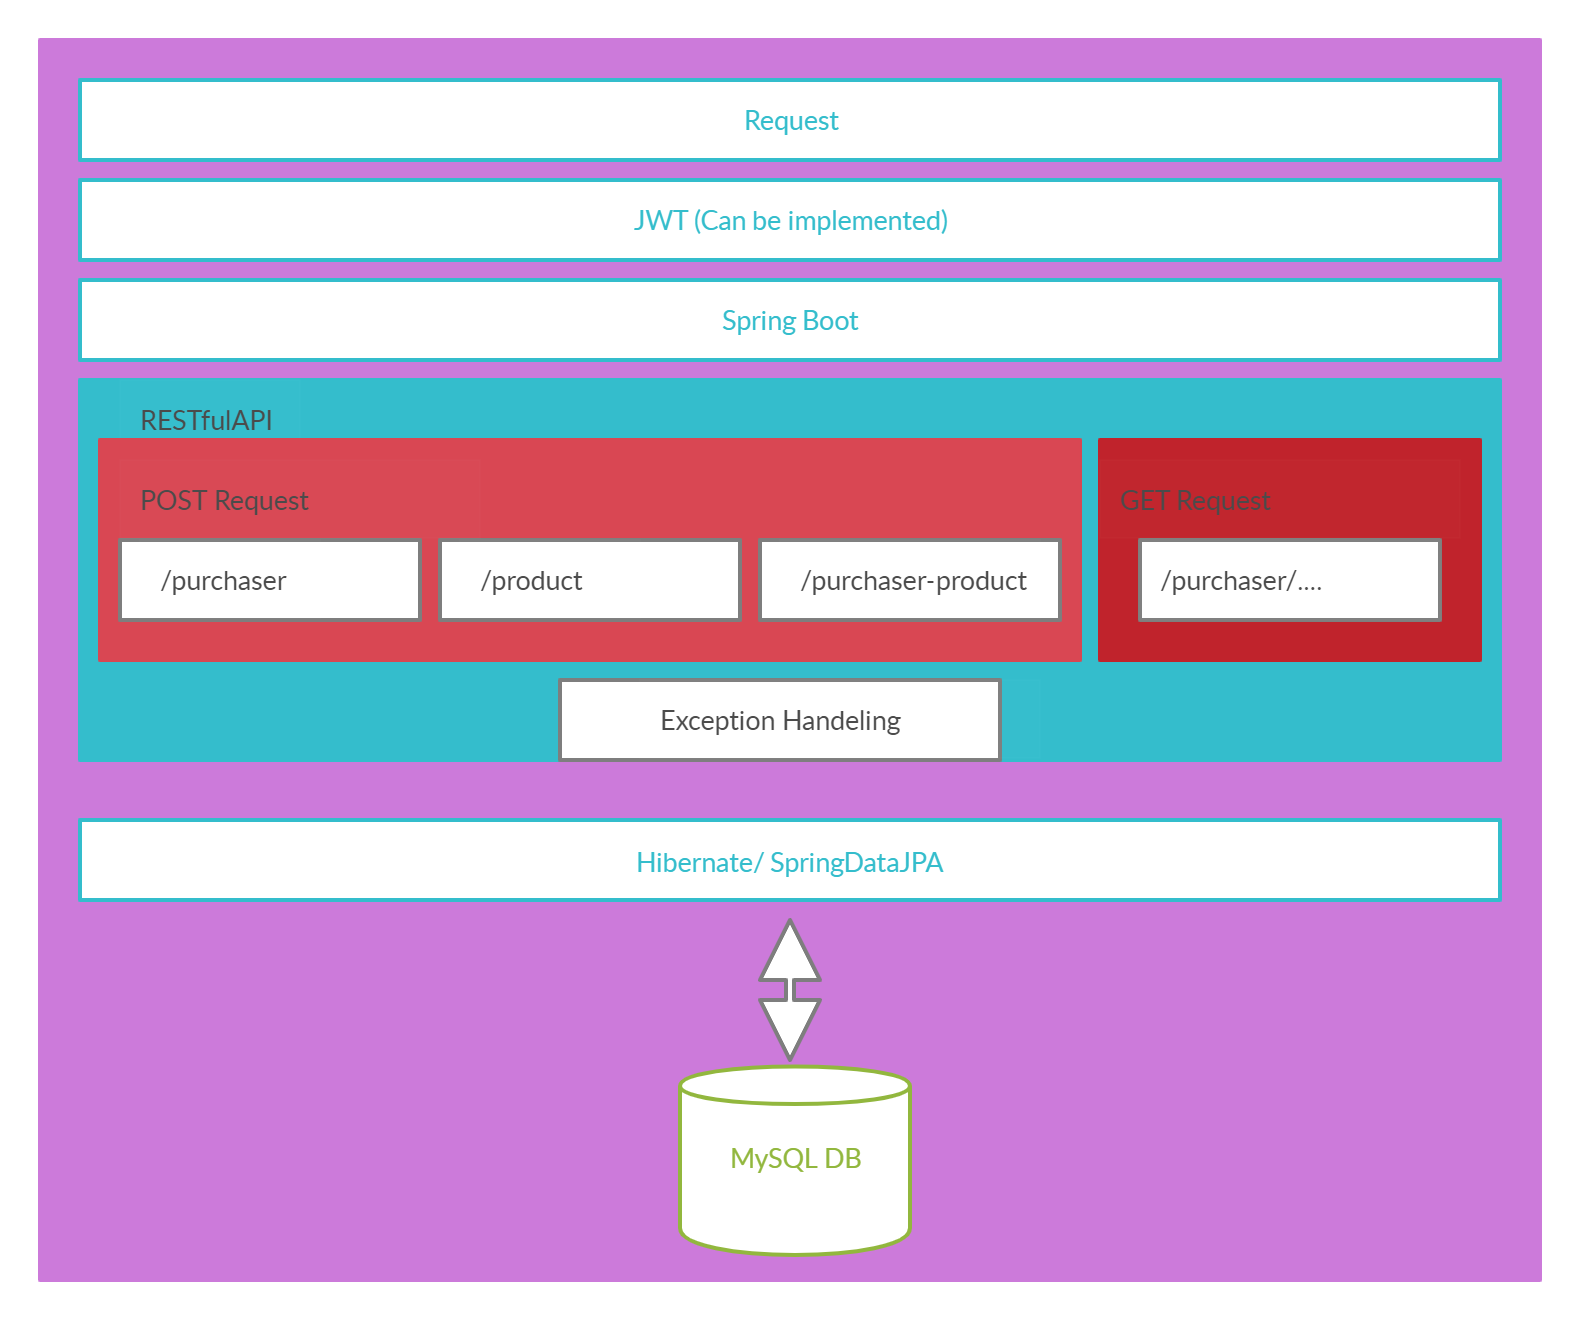 Request
JWT (Can be implemented)
Spring Boot
RESTfulAPI
POST Request
GET Request
/purchaser
/product
/purchaser-product
/purchaser/....
Exception Handeling
Hibernate/ SpringDataJPA
MySQL DB